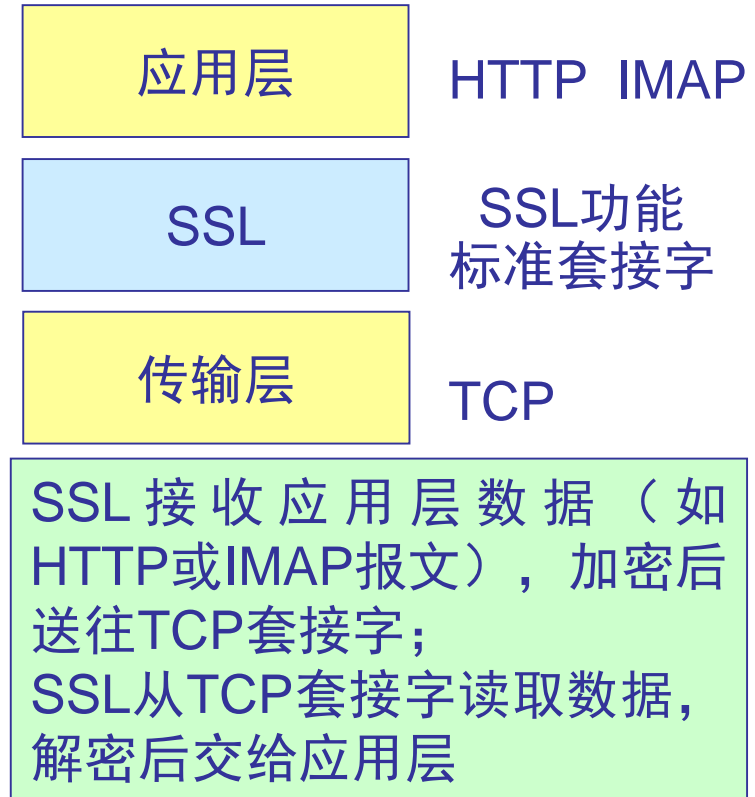 应用层
HTTP IMAP
SSL
SSL功能
标准套接字
传输层
TCP
SSL接收应用层数据（如
HTTP或IMAP报文），加密后
送往TCP套接字；
SSL从TCP套接字读取数据，
解密后交给应用层